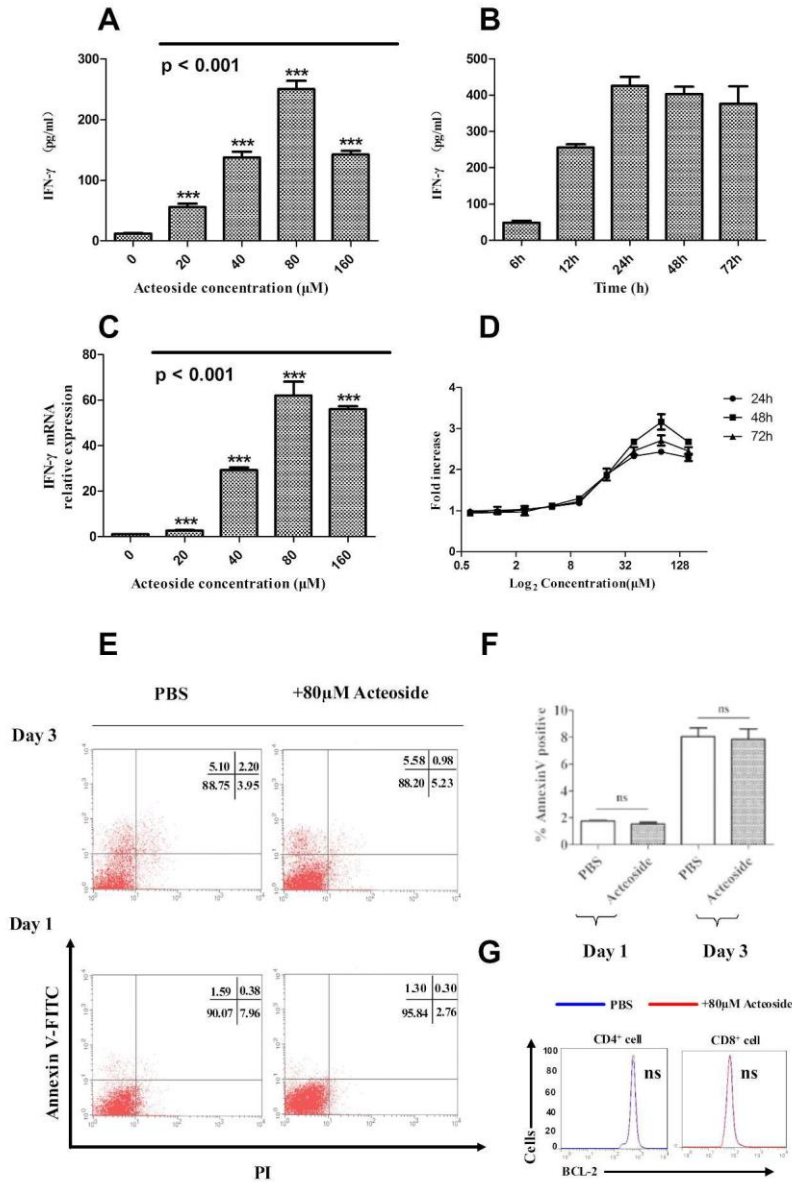 A
p < 0.001
IFN-γ (pg/ml)
300
200
100
0
***
***
***
***
0
20
40
80
160
Acteoside concentration (µM)
B
IFN-γ (pg/ml)
500
400
300
200
100
0
6h
12h
24h
48h
72h
Time (h)
C
p < 0.001
IFN-γ mRNA
relative expression
80
60
40
20
0
***
***
***
***
0
20
40
80
160
Acteoside concentration (µM)
D
Fold increase
4
3
2
1
0
0.5
2
8
32
128
Log2 Concentration(µM)
24h
48h
72h
E
PBS
+80µM Acteoside
Day 3
5.10 2.20
88.75 3.95
5.58 0.98
88.20 5.23
Day 1
1.59 0.38
90.07 7.96
1.30 0.30
95.84 2.76
Annexin V-FITC
PI
F
% AnnexinV positive
10
8
6
4
2
0
ns
ns
PBS
Acteoside
PBS
Acteoside
Day 1
Day 3
G
PBS
+80µM Acteoside
CD4+ cell
CD8+ cell
Cells
100
80
60
40
20
0
ns
ns
BCL-2